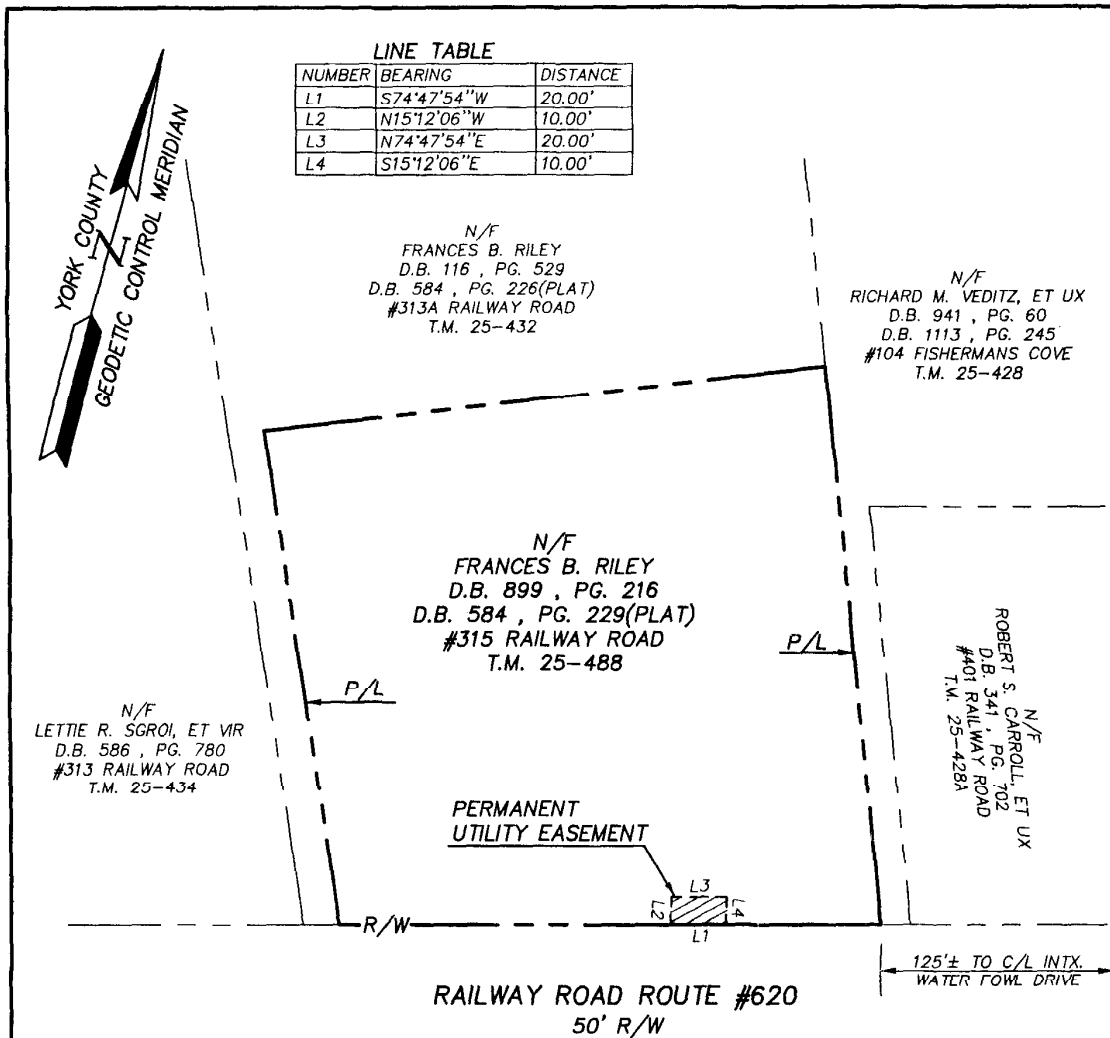 LINE TABLE
NUMBER BEARING DISTANCE
L1 S74°47'54"W 20.00'
L2 N15°12'06"W 10.00'
L3 N74°47'54"E 20.00'
L4 S15°12'06"E 10.00'
YORK COUNTY
N
GEODETIC CONTROL MERIDIAN
N/F
FRANCES B. RILEY
D.B. 116 , PG. 529
D.B. 584 , PG. 226(PLAT)
#313A RAILWAY ROAD
T.M. 25-432
N/F
RICHARD M. VEDITZ, ET UX
D.B. 941 , PG. 60
D.B. 1113 , PG. 245
#104 FISHERMANS COVE
T.M. 25-428
N/F
FRANCES B. RILEY
D.B. 899 , PG. 216
D.B. 584 , PG. 229(PLAT)
#315 RAILWAY ROAD
T.M. 25-488
P/L
P/L
N/F
LETTIE R. SGROI, ET VIR
D.B. 586 , PG. 780
#313 RAILWAY ROAD
T.M. 25-434
N/F
ROBERT S. CARROLL, ET UX
D.B. 341 , PG. 702
#401 RAILWAY ROAD
T.M. 25-428A
PERMANENT
UTILITY EASEMENT
L3
L2
L4
L1
R/W
125'± TO C/L INTX.
WATER FOWL DRIVE
RAILWAY ROAD ROUTE #620
50' R/W